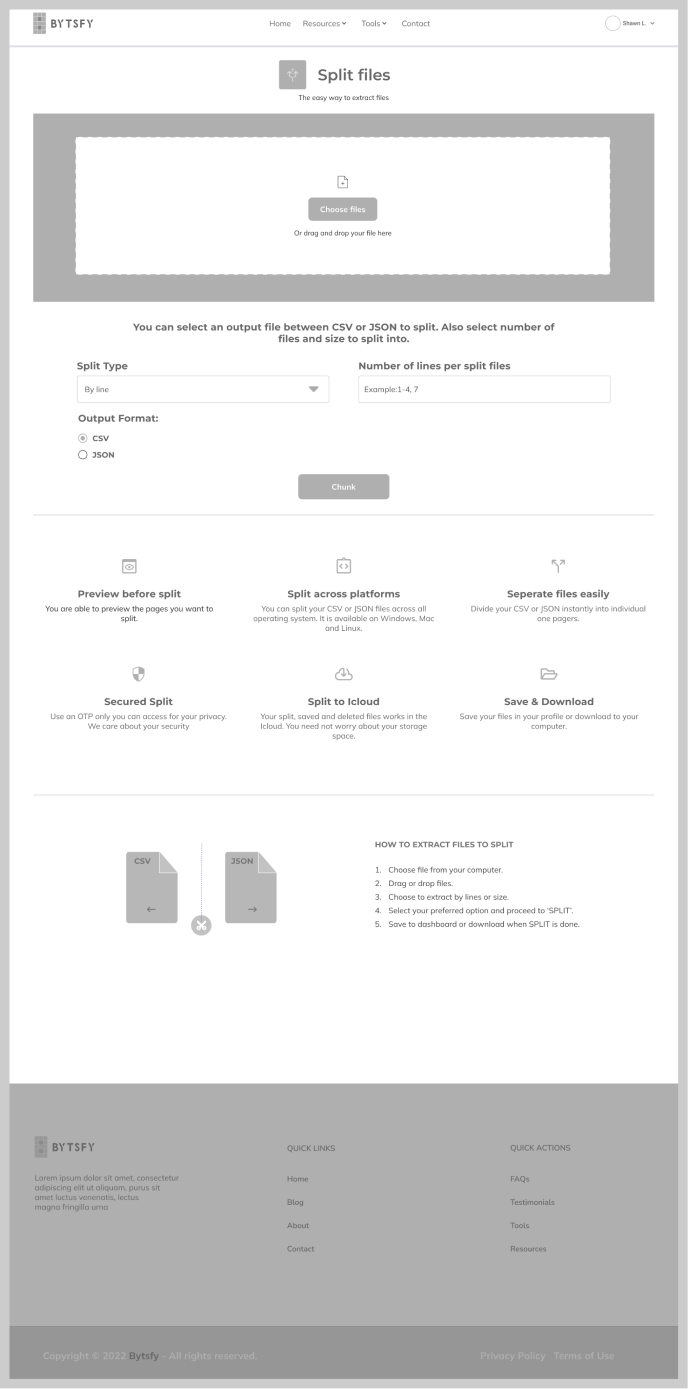 BYTSFY
Home Resources Tools Contact
Shawn L.
Split files
The easy way to extract files
Choose files
Or drag and drop your file here
You can select an output file between CSV or JSON to split. Also select number of
files and size to split into.
Split Type
By line
Number of lines per split files
Example:1-4, 7
Output Format:
CSV
JSON
Chunk
Preview before split
You are able to preview the pages you want to
split.
Split across platforms
You can split your CSV or JSON files across all
operating system. It is available on Windows, Mac
and Linux.
Seperate files easily
Divide your CSV or JSON instantly into individual
one pagers.
Secured Split
Use an OTP only you can access for your privacy.
We care about your security
Split to Icloud
Your split, saved and deleted files works in the
Icloud. You need not worry about your storage
space.
Save & Download
Save your files in your profile or download to your
computer.
CSV
JSON
HOW TO EXTRACT FILES TO SPLIT
1. Choose file from your computer.
2. Drag or drop files.
3. Choose to extract by lines or size.
4. Select your preferred option and proceed to 'SPLIT'.
5. Save to dashboard or download when SPLIT is done.
BYTSFY
Lorem ipsum dolor sit amet, consectetur
adipiscing elit ut aliquam, purus sit
amet luctus venenatis, lectus
magna fringilla urna
QUICK LINKS
Home
Blog
About
Contact
QUICK ACTIONS
FAQs
Testimonials
Tools
Resources
Copyright © 2022 Bytsfy – All rights reserved.
Privacy Policy Terms of Use